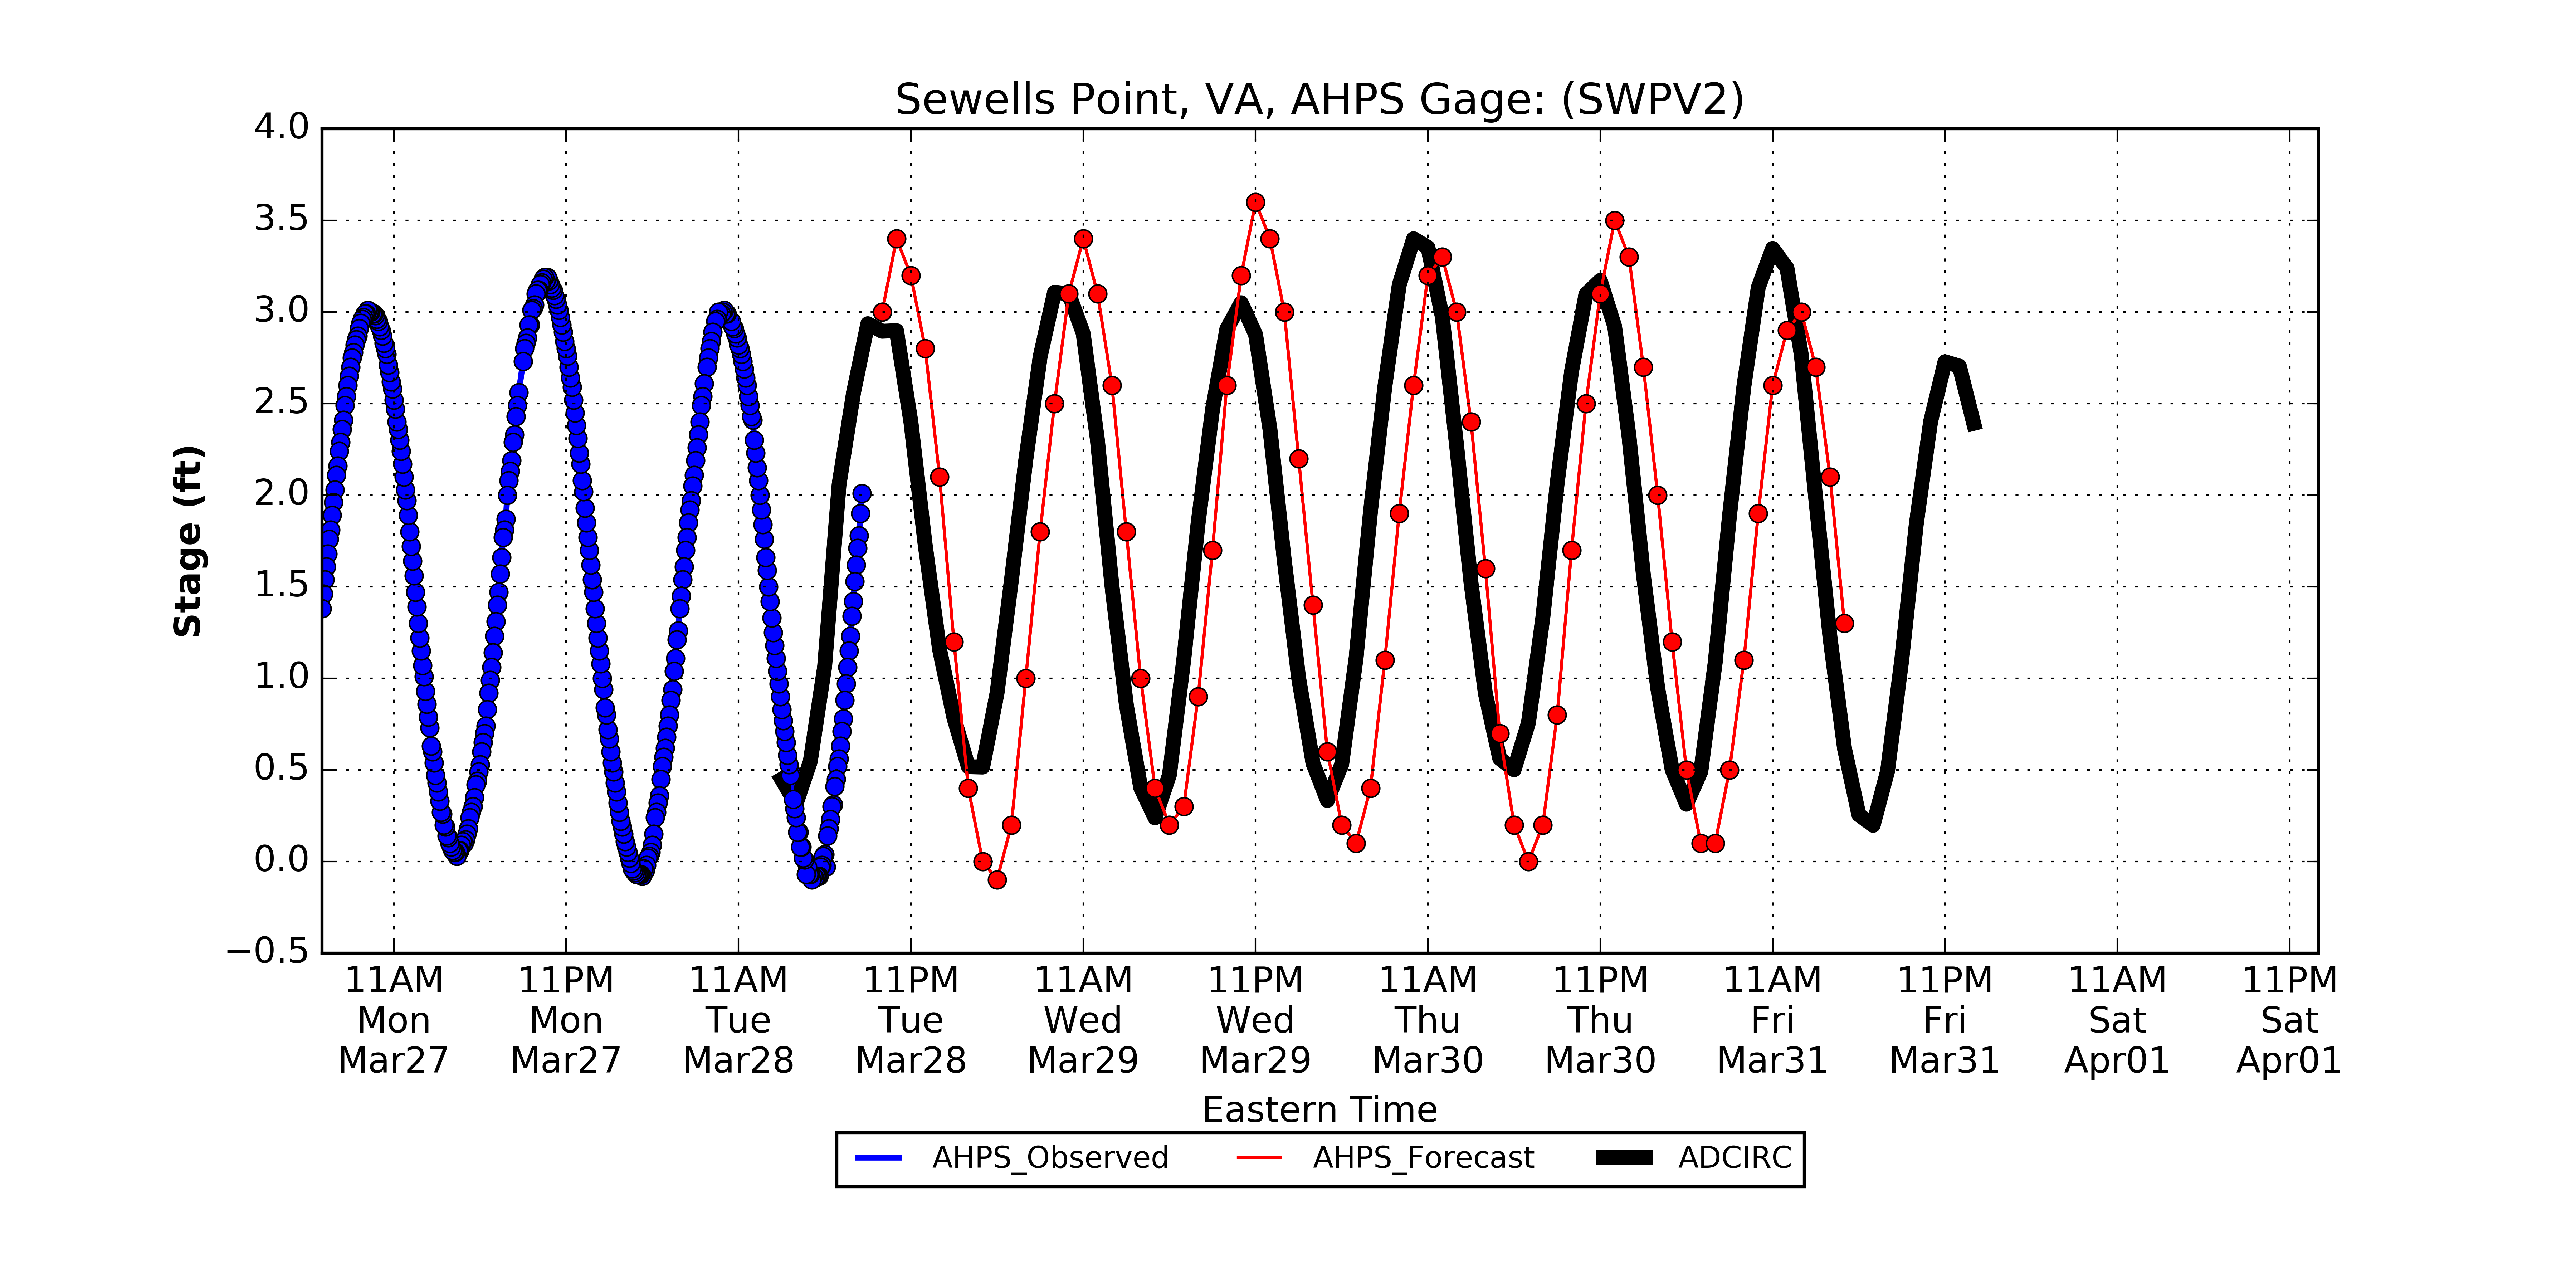 Sewells Point, VA, AHPS Gage: (SWPV2)
4.0
3.5
3.0
2.5
2.0
1.5
1.0
0.5
0.0
−0.5
Stage (ft)
11AM 11PM 11AM 11PM 11AM 11PM 11AM 11PM 11AM 11PM 11AM 11PM
Mon Mon Tue Tue Wed Wed Thu Thu Fri Fri Sat Sat
Mar27 Mar27 Mar28 Mar28 Mar29 Mar29 Mar30 Mar30 Mar31 Mar31 Apr01 Apr01
Eastern Time
AHPS_Observed AHPS_Forecast ADCIRC